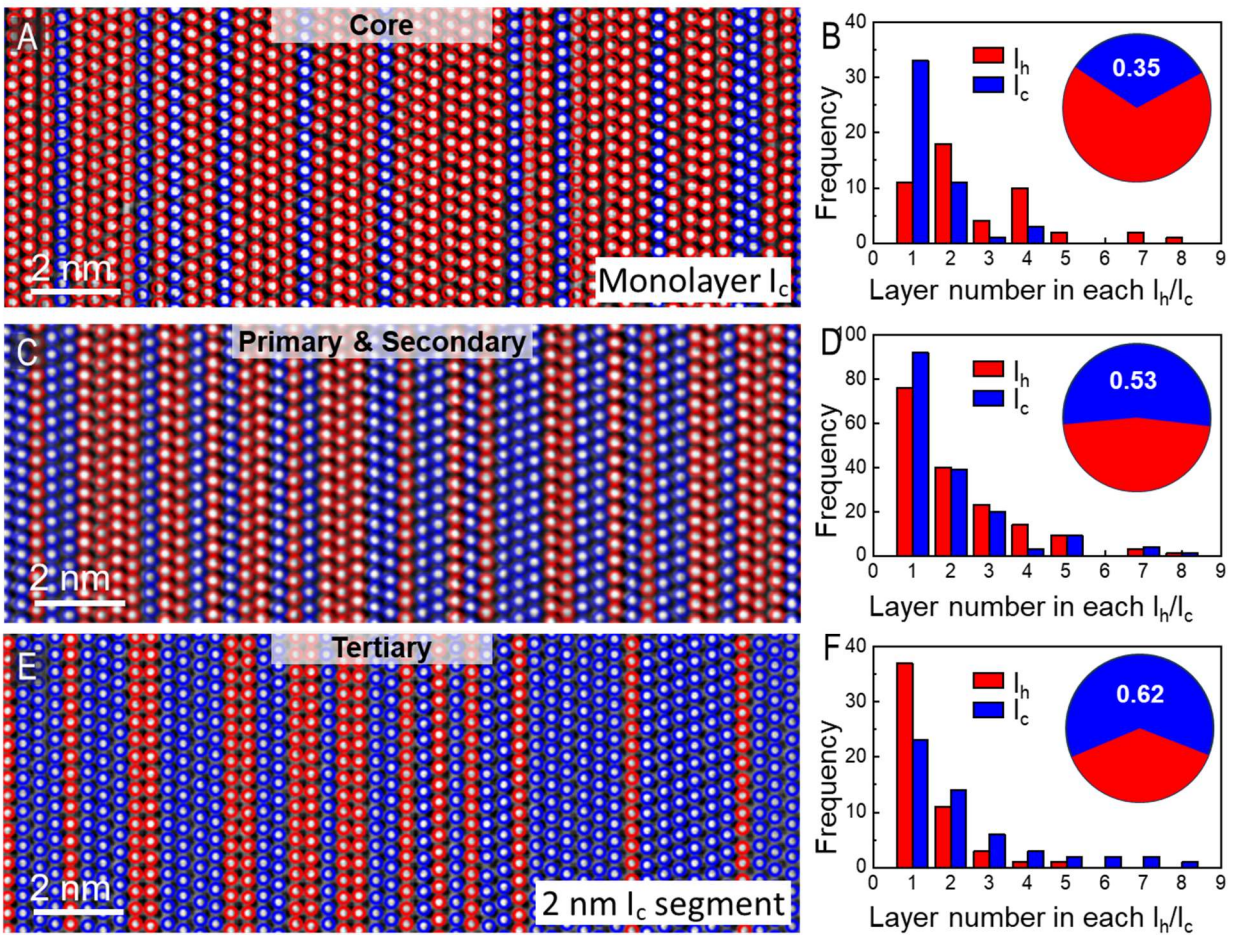 A
Core
2 nm
Monolayer Ic
B
40
30
20
10
0
Frequency
Ih
Ic
0.35
0 1 2 3 4 5 6 7 8 9
Layer number in each Ih/Ic
C
Primary & Secondary
2 nm
D
100
80
60
40
20
0
Frequency
Ih
Ic
0.53
0 1 2 3 4 5 6 7 8 9
Layer number in each Ih/Ic
E
Tertiary
2 nm
2 nm Ic segment
F
40
30
20
10
0
Frequency
Ih
Ic
0.62
0 1 2 3 4 5 6 7 8 9
Layer number in each Ih/Ic